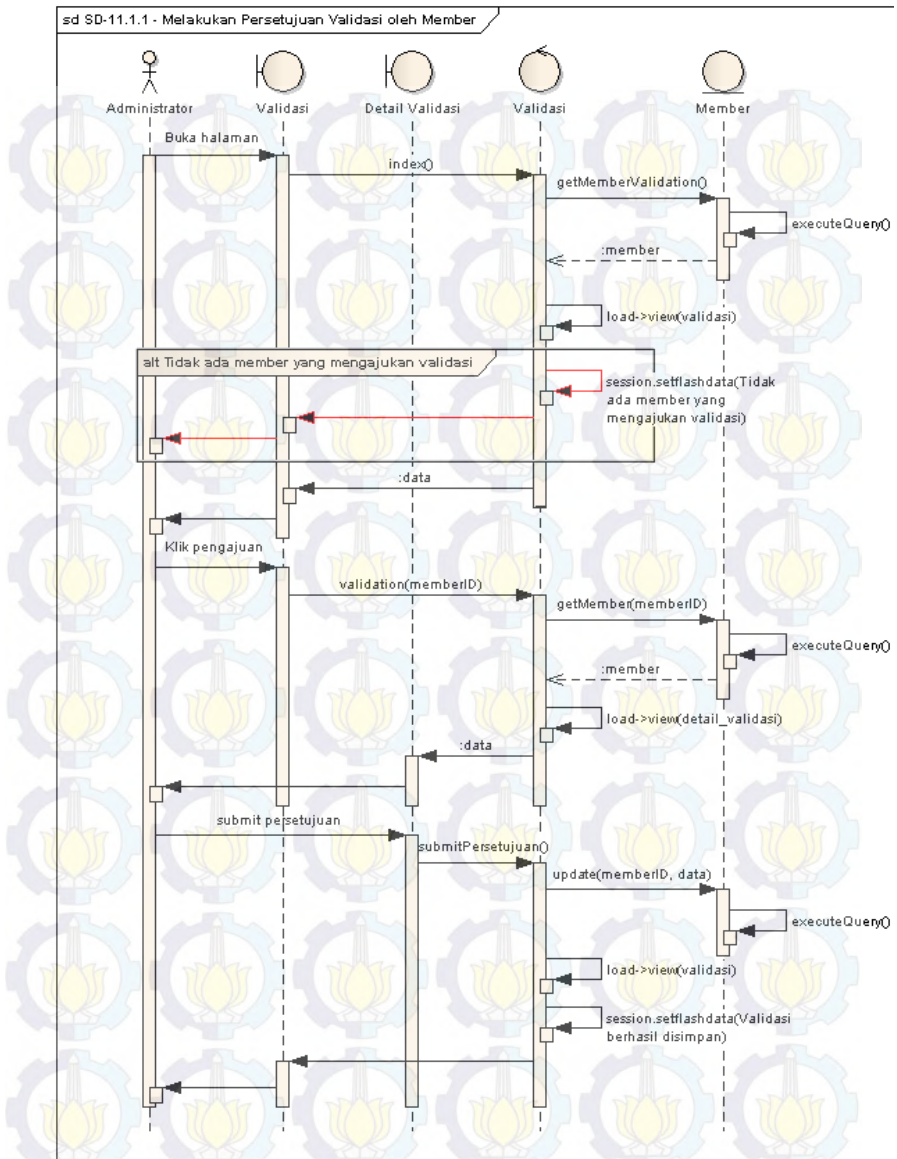 sd SD-11.1.1 - Melakukan Persetujuan Validasi oleh Member
Administrator
Validasi
Detail Validasi
Validasi
Member
Buka halaman
index()
getMemberValidation()
executeQuery()
:member
load->view(validasi)
alt Tidak ada member yang mengajukan validasi
session.setflashdata(Tidak
ada member yang
mengajukan validasi)
:data
Klik pengajuan
validation(memberID)
getMember(memberID)
executeQuery()
:member
load->view(detail_validasi)
:data
submit persetujuan
submitPersetujuan()
update(memberID, data)
executeQuery()
load->view(validasi)
session.setflashdata(Validasi
berhasil disimpan)